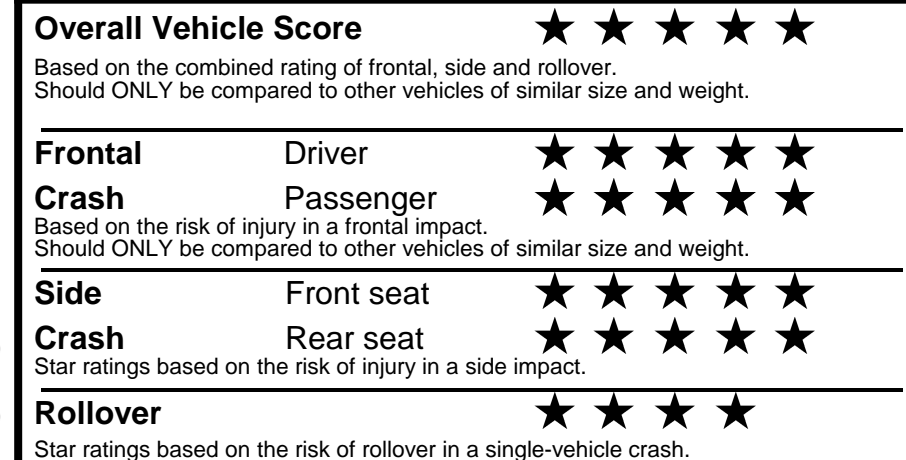 Overall Vehicle Score ★ ★ ★ ★ ★
Based on the combined rating of frontal, side and rollover.
Should ONLY be compared to other vehicles of similar size and weight.
Frontal Driver ★ ★ ★ ★ ★
Crash Passenger ★ ★ ★ ★ ★
Based on the risk of injury in a frontal impact.
Should ONLY be compared to other vehicles of similar size and weight.
Side Front seat ★ ★ ★ ★ ★
Crash Rear seat ★ ★ ★ ★ ★
Star ratings based on the risk of injury in a side impact.
Rollover ★ ★ ★ ★
Star ratings based on the risk of rollover in a single-vehicle crash.